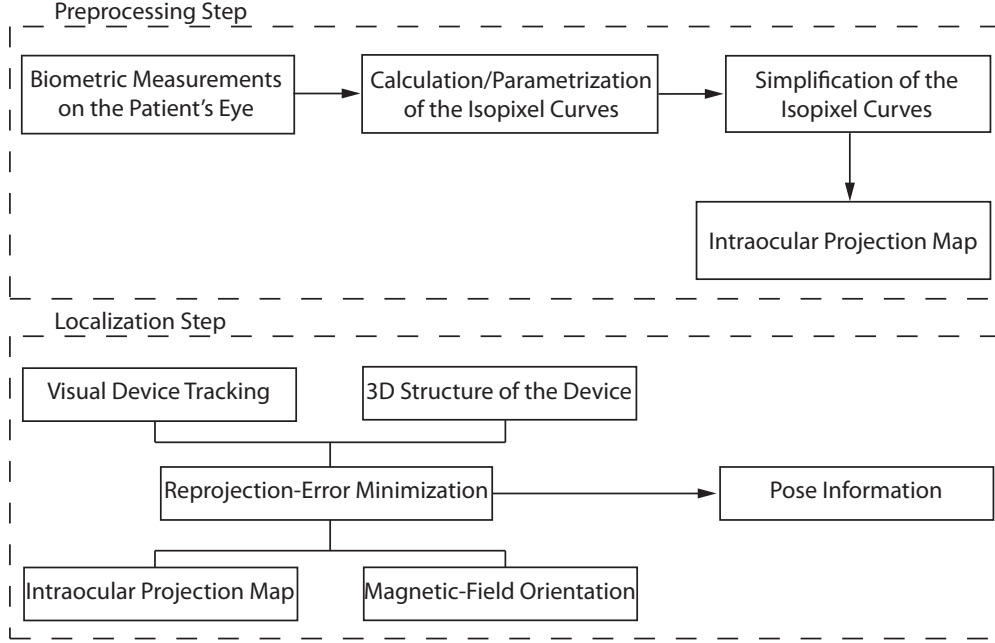 Preprocessing Step
Biometric Measurements
on the Patient's Eye
Calculation/Parametrization
of the Isopixel Curves
Simplification of the
Isopixel Curves
Intraocular Projection Map
Localization Step
Visual Device Tracking
3D Structure of the Device
Reprojection-Error Minimization
Pose Information
Intraocular Projection Map
Magnetic-Field Orientation